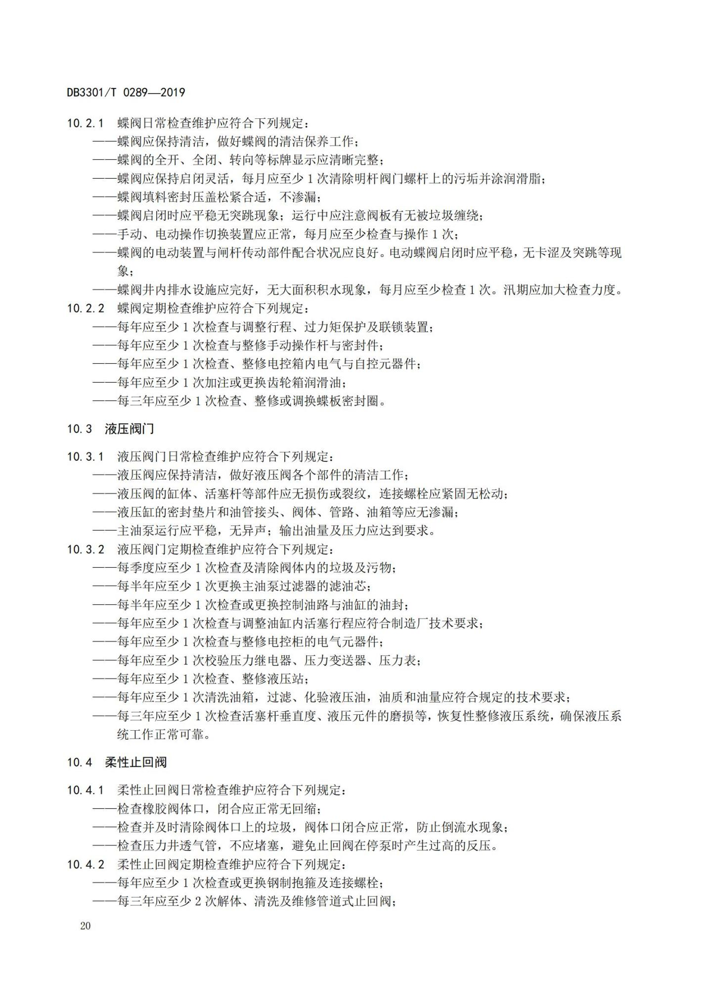 DB3301/T 0289—2019
10.2.1 蝶阀日常检查维护应符合下列规定：
——蝶阀应保持清洁，做好蝶阀的清洁保养工作；
——蝶阀的全开、全闭、转向等标牌显示应清晰完整；
——蝶阀应保持启闭灵活，每月应至少 1 次清除明杆阀门螺杆上的污垢并涂润滑脂；
——蝶阀填料密封压盖松紧合适，不渗漏；
——蝶阀启闭时应平稳无突跳现象；运行中应注意阀板有无被垃圾缠绕；
——手动、电动操作切换装置应正常，每月应至少检查与操作 1 次；
——蝶阀的电动装置与闸杆传动部件配合状况应良好。电动蝶阀启闭时应平稳，无卡涩及突跳等现
象；
——蝶阀井内排水设施应完好，无大面积积水现象，每月应至少检查 1 次。汛期应加大检查力度。
10.2.2 蝶阀定期检查维护应符合下列规定：
——每年应至少 1 次检查与调整行程、过力矩保护及联锁装置；
——每年应至少 1 次检查与整修手动操作杆与密封件；
——每年应至少 1 次检查、整修电控箱内电气与自控元器件；
——每年应至少 1 次加注或更换齿轮箱润滑油；
——每三年应至少 1 次检查、整修或调换蝶板密封圈。
10.3 液压阀门
10.3.1 液压阀门日常检查维护应符合下列规定：
——液压阀应保持清洁，做好液压阀各个部件的清洁工作；
——液压阀的缸体、活塞杆等部件应无损伤或裂纹，连接螺栓应紧固无松动；
——液压缸的密封垫片和油管接头、阀体、管路、油箱等应无渗漏；
——主油泵运行应平稳，无异声；输出油量及压力应达到要求。
10.3.2 液压阀门定期检查维护应符合下列规定：
——每季度应至少 1 次检查及清除阀体内的垃圾及污物；
——每半年应至少 1 次更换主油泵过滤器的滤油芯；
——每半年应至少 1 次检查或更换控制油路与油缸的油封；
——每年应至少 1 次检查与调整油缸内活塞行程应符合制造厂技术要求；
——每年应至少 1 次检查与整修电控柜的电气元器件；
——每年应至少 1 次校验压力继电器、压力变送器、压力表；
——每年应至少 1 次检查、整修液压站；
——每年应至少 1 次清洗油箱，过滤、化验液压油，油质和油量应符合规定的技术要求；
——每三年应至少 1 次检查活塞杆垂直度、液压元件的磨损等，恢复性整修液压系统，确保液压系
统工作正常可靠。
10.4 柔性止回阀
10.4.1 柔性止回阀日常检查维护应符合下列规定：
——检查橡胶阀体口，闭合应正常无回缩；
——检查并及时清除阀体口上的垃圾，阀体口闭合应正常，防止倒流水现象；
——检查压力井透气管，不应堵塞，避免止回阀在停泵时产生过高的反压。
10.4.2 柔性止回阀定期检查维护应符合下列规定：
——每年应至少 1 次检查或更换钢制抱箍及连接螺栓；
——每三年应至少 2 次解体、清洗及维修管道式止回阀；
20